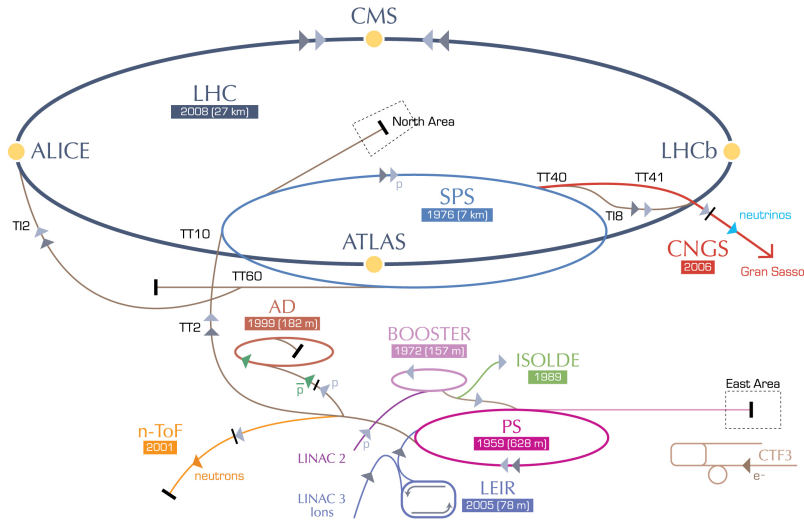 CMS
LHC
2008 (27 km)
North Area
ALICE
LHCb
TT40
TT41
SPS
1976 (7 km)
p
TI2
TT10
TI8
neutrinos
ATLAS
CNGS
2006
Gran Sasso
TT60
AD
1999 (182 m)
TT2
BOOSTER
1972 (157 m)
ISOLDE
1989
p
p
East Area
n-ToF
2001
PS
1959 (628 m)
p
LINAC 2
neutrons
CTF3
e-
LINAC 3
Ions
LEIR
2005 (78 m)